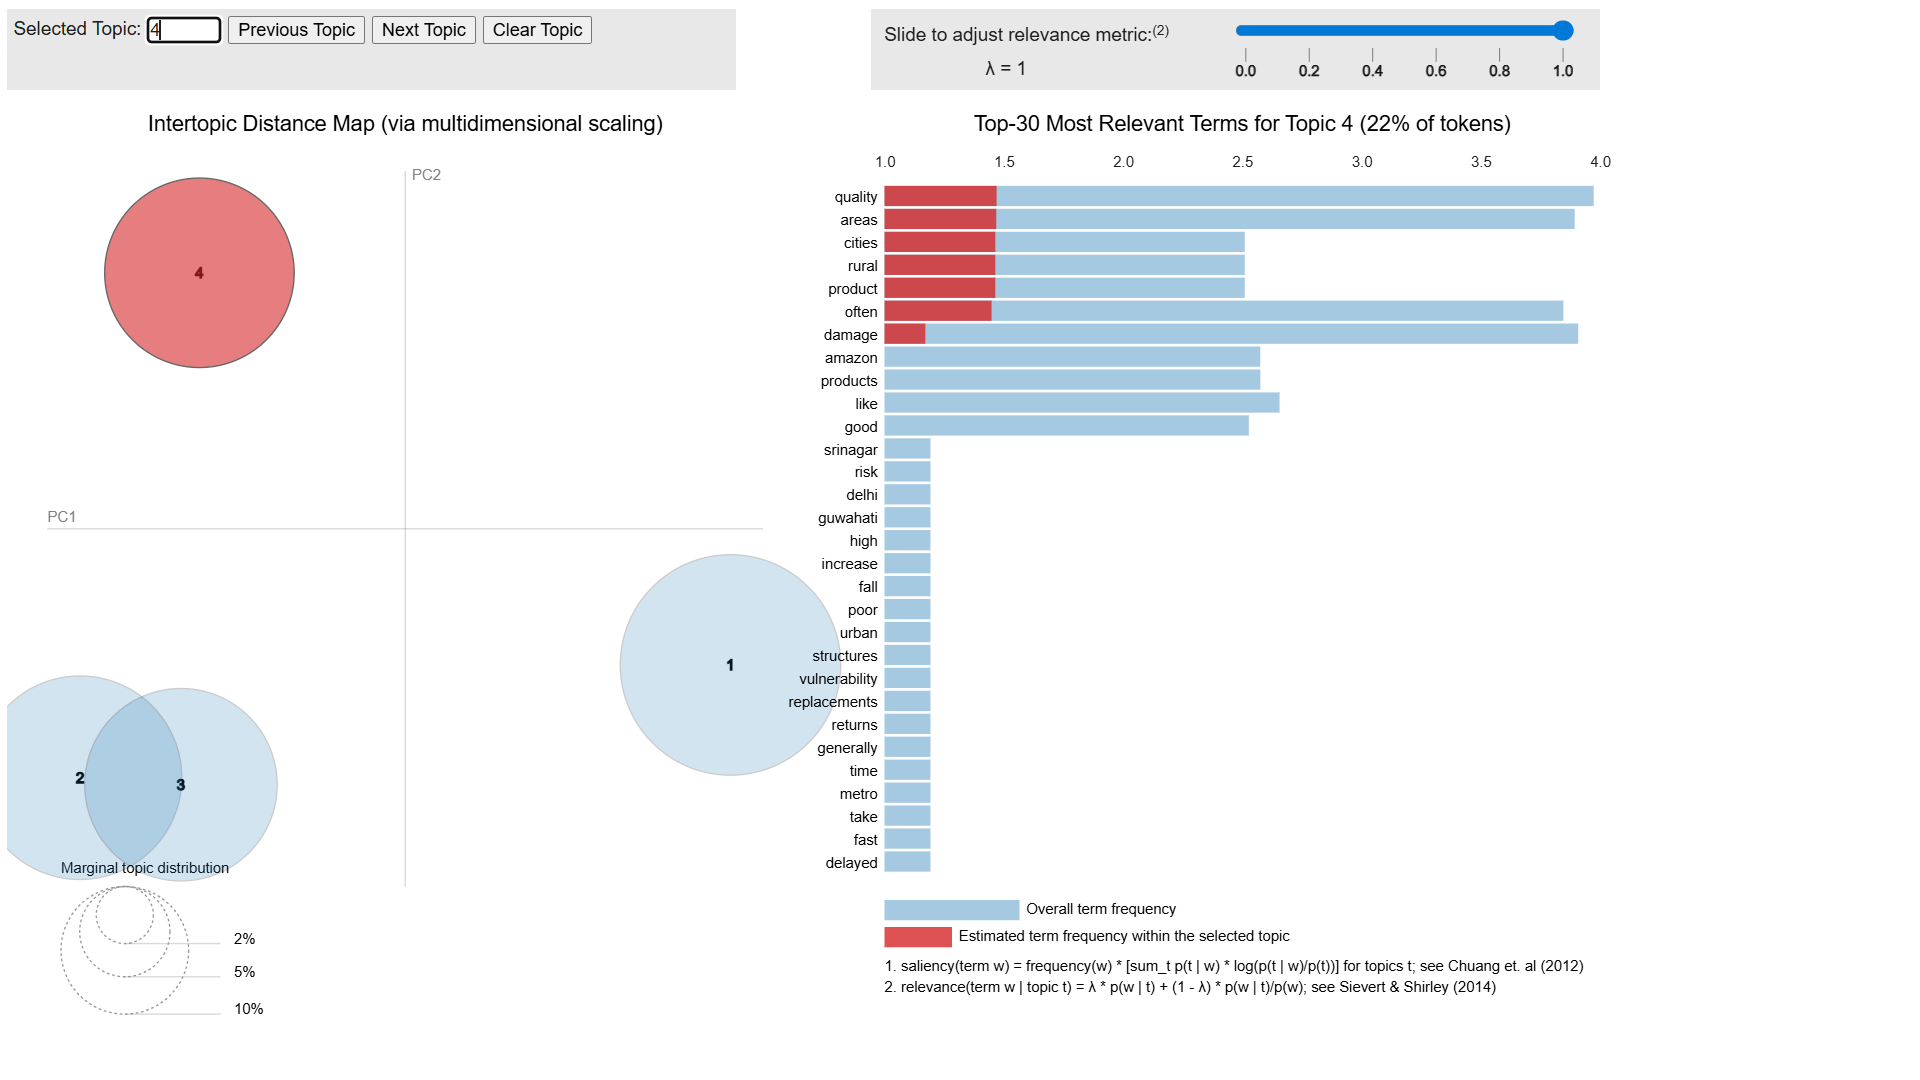 Selected Topic: 4 Previous Topic Next Topic Clear Topic
Slide to adjust relevance metric:(2)
λ = 1
0.0 0.2 0.4 0.6 0.8 1.0
Intertopic Distance Map (via multidimensional scaling)
PC2
PC1
4
1
2
3
Marginal topic distribution
2%
5%
10%
Top-30 Most Relevant Terms for Topic 4 (22% of tokens)
1.0 1.5 2.0 2.5 3.0 3.5 4.0
quality
areas
cities
rural
product
often
damage
amazon
products
like
good
srinagar
risk
delhi
guwahati
high
increase
fall
poor
urban
structures
vulnerability
replacements
returns
generally
time
metro
take
fast
delayed
Overall term frequency
Estimated term frequency within the selected topic
1. saliency(term w) = frequency(w) * [sum_t p(t | w) * log(p(t | w)/p(t))] for topics t; see Chuang et. al (2012)
2. relevance(term w | topic t) = λ * p(w | t) + (1 - λ) * p(w | t)/p(w); see Sievert & Shirley (2014)